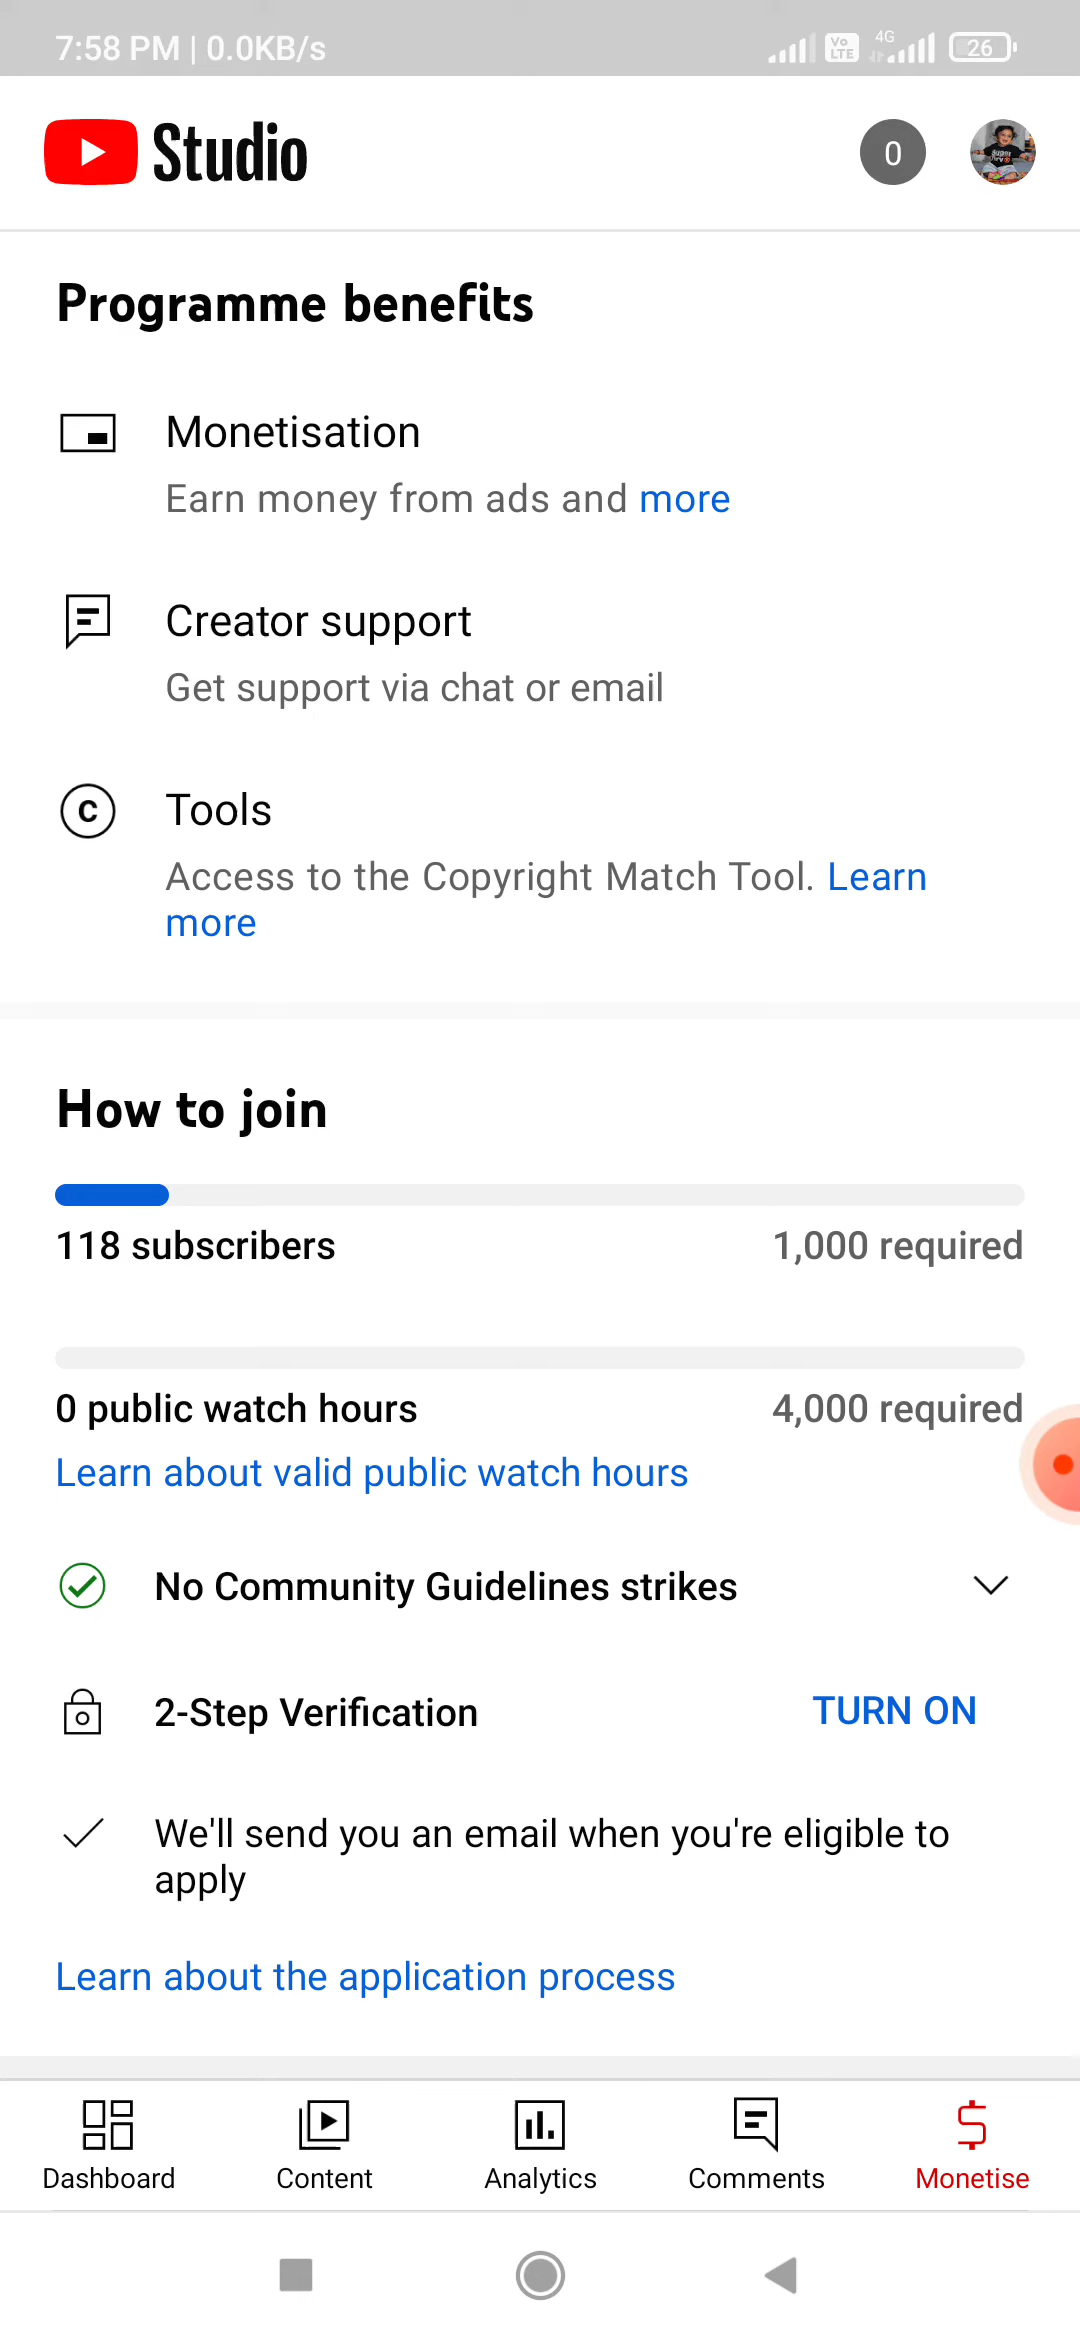 7:58 PM | 0.0KB/s
Vo LTE 4G 26
Studio
0
Programme benefits
Monetisation
Earn money from ads and more
Creator support
Get support via chat or email
C
Tools
Access to the Copyright Match Tool. Learn
more
How to join
118 subscribers 1,000 required
0 public watch hours 4,000 required
Learn about valid public watch hours
No Community Guidelines strikes
2-Step Verification TURN ON
We'll send you an email when you're eligible to
apply
Learn about the application process
Dashboard Content Analytics Comments Monetise